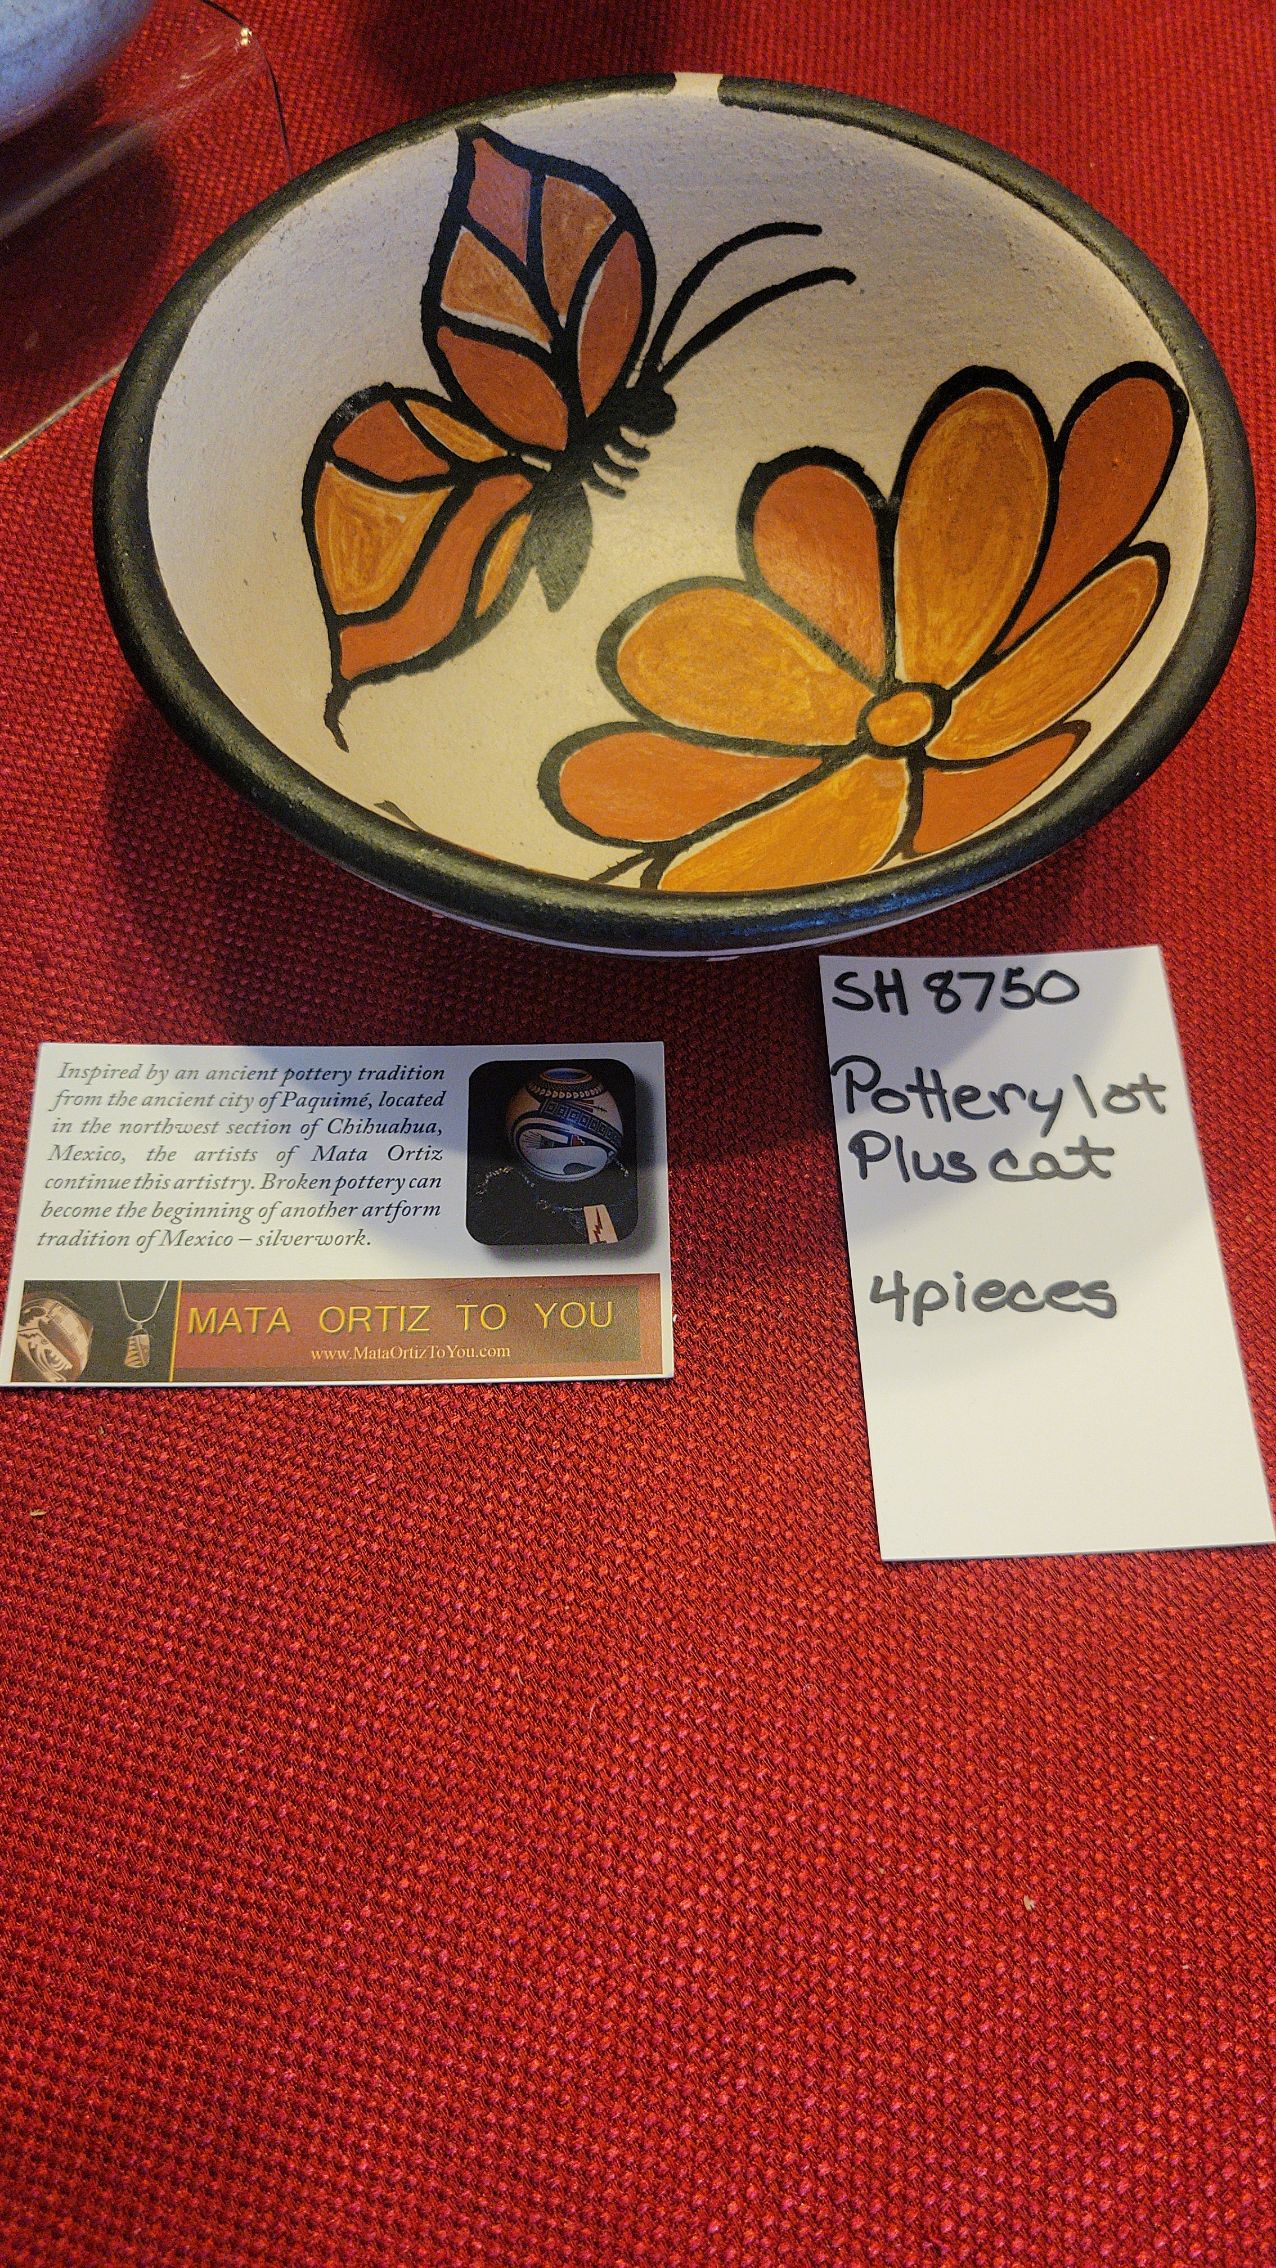 SH 8750
Pottery lot
Plus cat
4 pieces
Inspired by an ancient pottery tradition
from the ancient city of Paquimé, located
in the northwest section of Chihuahua,
Mexico, the artists of Mata Ortiz
continue this artistry. Broken pottery can
become the beginning of another artform
tradition of Mexico – silverwork.
MATA ORTIZ TO YOU
www.MataOrtizToYou.com